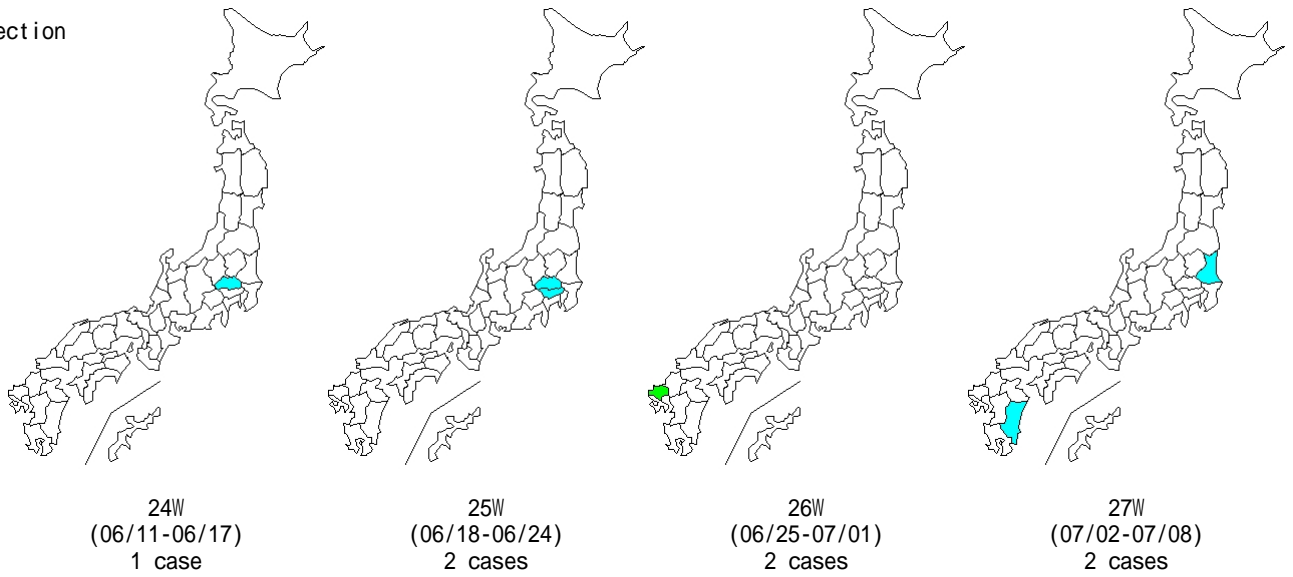 ection
24W
(06/11-06/17)
1 case
25W
(06/18-06/24)
2 cases
26W
(06/25-07/01)
2 cases
27W
(07/02-07/08)
2 cases